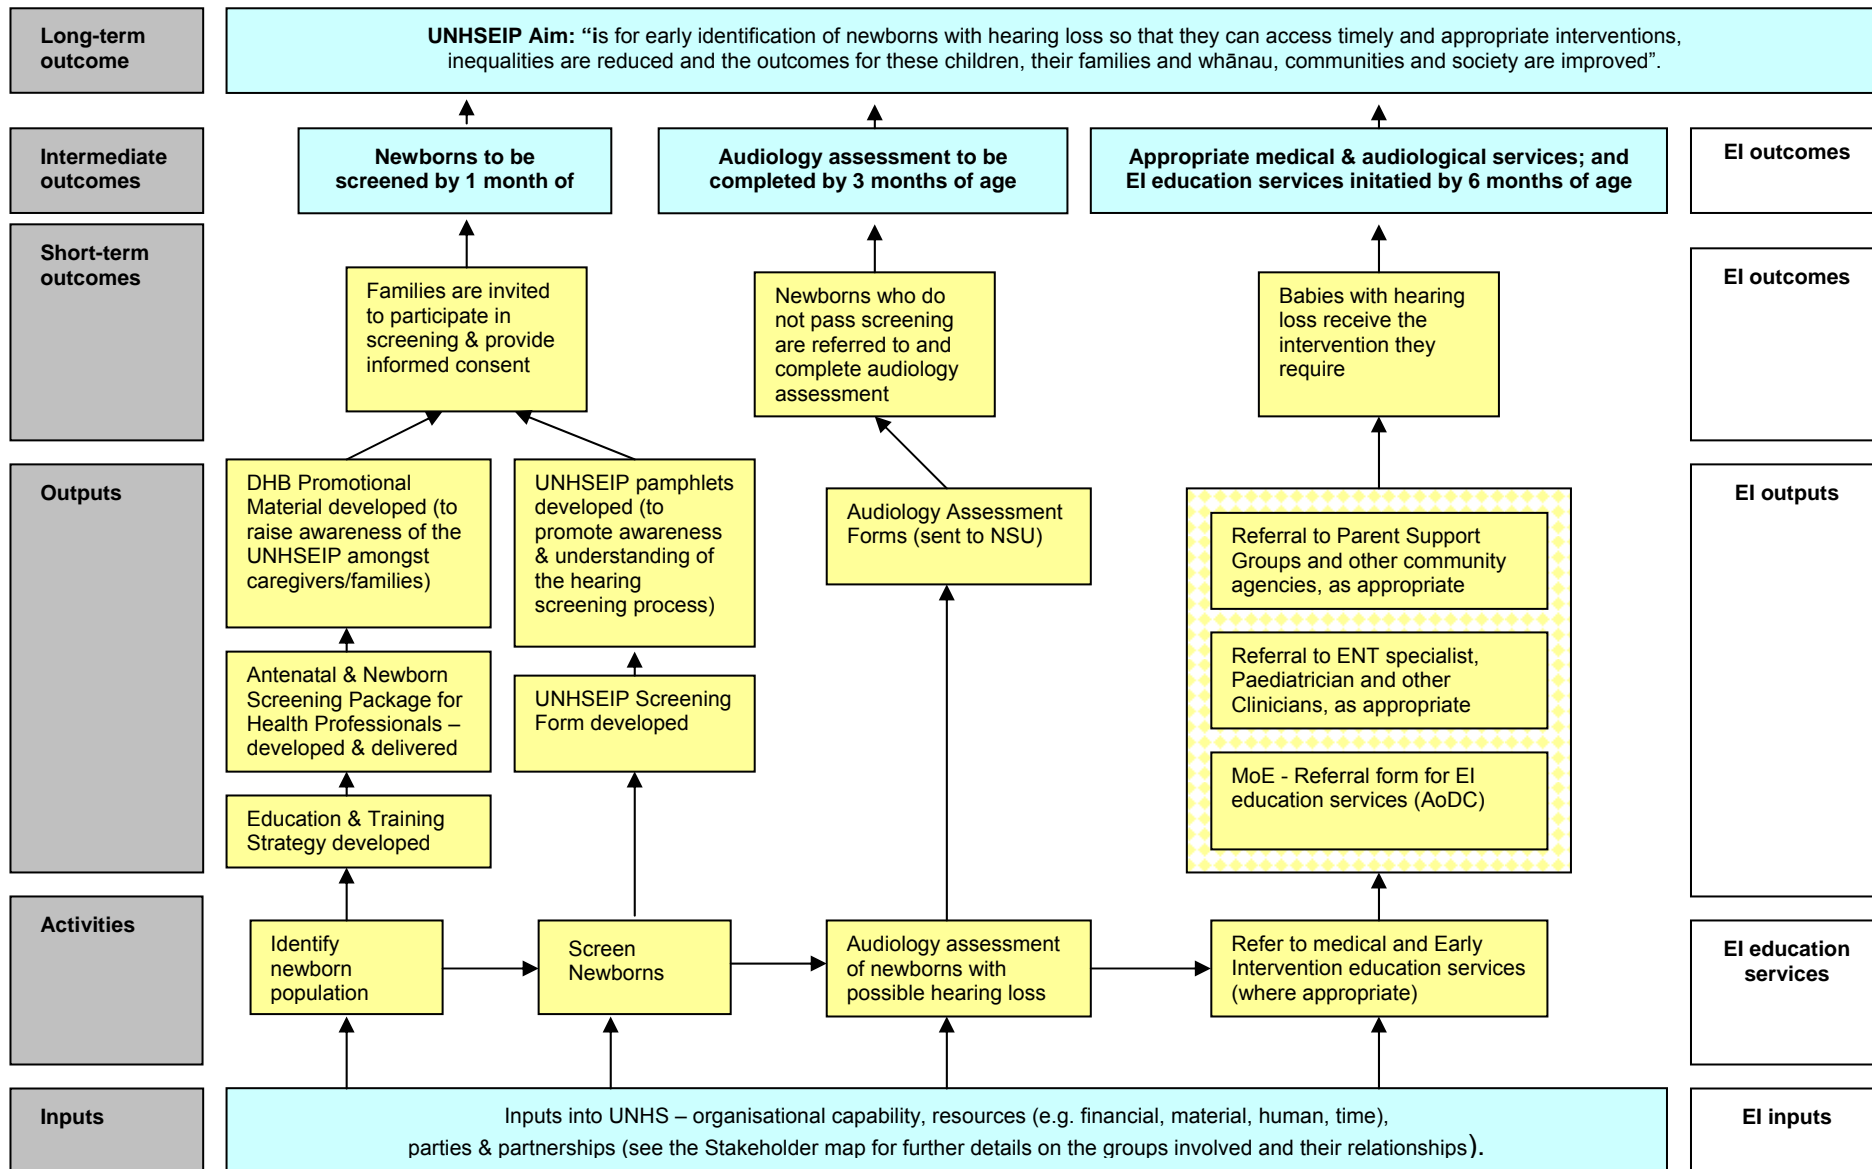 Long-term
outcome
UNHSEIP Aim: “is for early identification of newborns with hearing loss so that they can access timely and appropriate interventions,
inequalities are reduced and the outcomes for these children, their families and whānau, communities and society are improved”.
Intermediate
outcomes
Newborns to be
screened by 1 month of
Audiology assessment to be
completed by 3 months of age
Appropriate medical & audiological services; and
EI education services initatied by 6 months of age
EI outcomes
Short-term
outcomes
Families are invited
to participate in
screening & provide
informed consent
Newborns who do
not pass screening
are referred to and
complete audiology
assessment
Babies with hearing
loss receive the
intervention they
require
EI outcomes
Outputs
DHB Promotional
Material developed (to
raise awareness of the
UNHSEIP amongst
caregivers/families)
UNHSEIP pamphlets
developed (to
promote awareness
& understanding of
the hearing
screening process)
Audiology Assessment
Forms (sent to NSU)
Referral to Parent Support
Groups and other community
agencies, as appropriate
EI outputs
Antenatal & Newborn
Screening Package for
Health Professionals –
developed & delivered
UNHSEIP Screening
Form developed
Referral to ENT specialist,
Paediatrician and other
Clinicians, as appropriate
Education & Training
Strategy developed
MoE - Referral form for EI
education services (AoDC)
Activities
Identify
newborn
population
Screen
Newborns
Audiology assessment
of newborns with
possible hearing loss
Refer to medical and Early
Intervention education services
(where appropriate)
EI education
services
Inputs
Inputs into UNHS – organisational capability, resources (e.g. financial, material, human, time),
parties & partnerships (see the Stakeholder map for further details on the groups involved and their relationships).
EI inputs